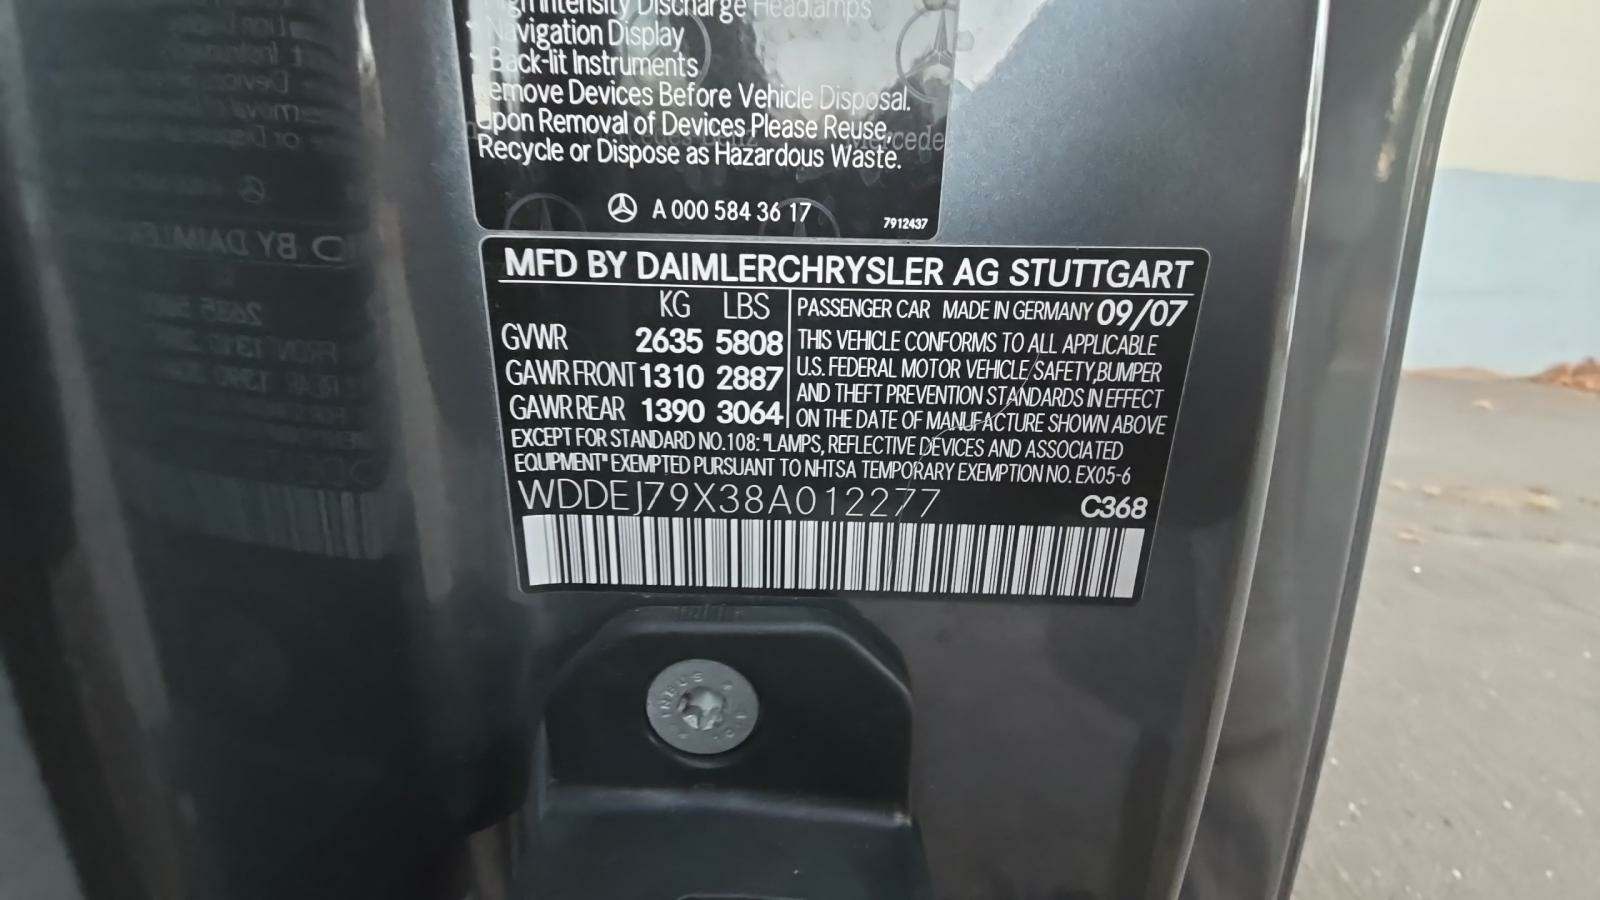 High Intensity Discharge Headlamps
Navigation Display
Back-lit Instruments
Remove Devices Before Vehicle Disposal.
Upon Removal of Devices Please Reuse,
Recycle or Dispose as Hazardous Waste.
A 000 584 36 17 7912437
MFD BY DAIMLERCHRYSLER AG STUTTGART
KG LBS
GVWR 2635 5808
GAWR FRONT 1310 2887
GAWR REAR 1390 3064
PASSENGER CAR MADE IN GERMANY 09/07
THIS VEHICLE CONFORMS TO ALL APPLICABLE
U.S. FEDERAL MOTOR VEHICLE SAFETY,BUMPER
AND THEFT PREVENTION STANDARDS IN EFFECT
ON THE DATE OF MANUFACTURE SHOWN ABOVE
EXCEPT FOR STANDARD NO.108: "LAMPS, REFLECTIVE DEVICES AND ASSOCIATED
EQUIPMENT" EXEMPTED PURSUANT TO NHTSA TEMPORARY EXEMPTION NO. EX05-6
WDDEJ79X38A012277 C368
INBUS